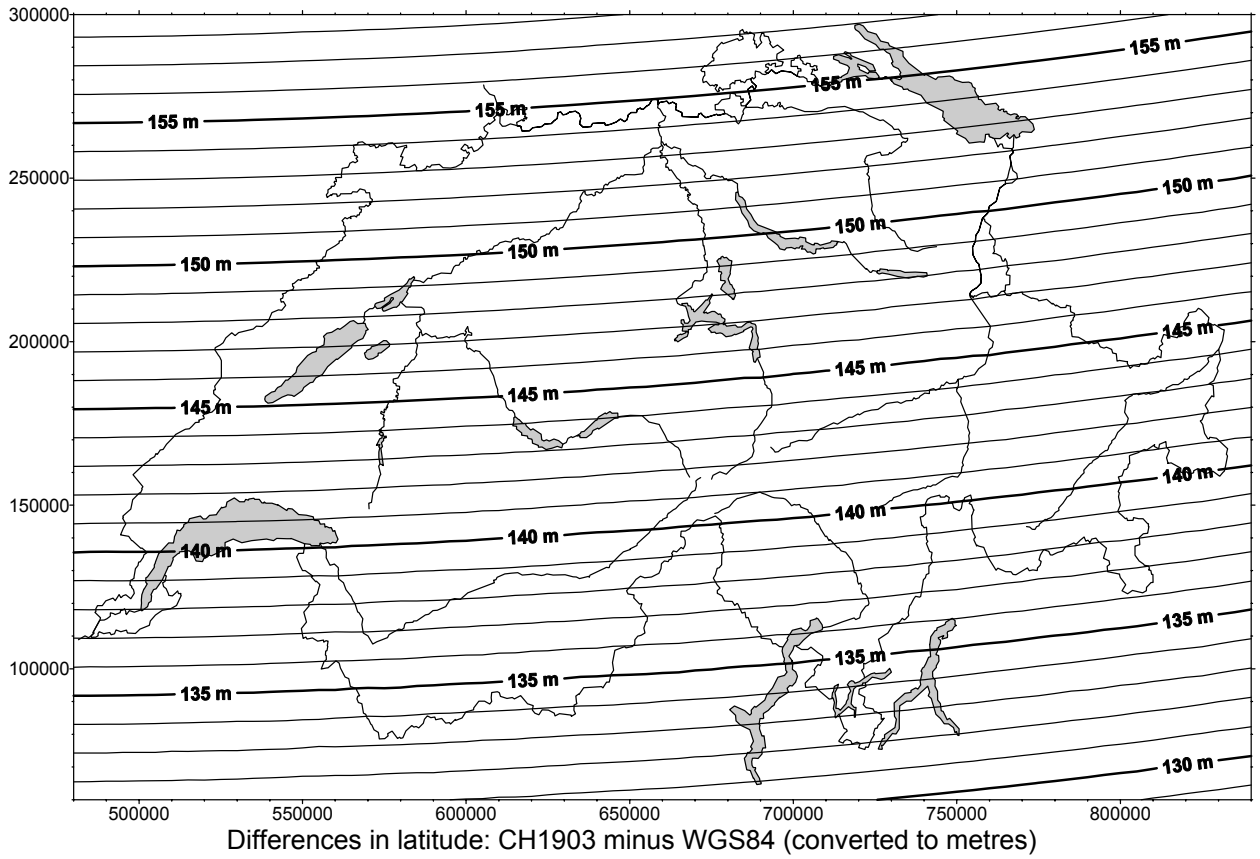 300000
155 m
155 m
155 m
155 m
250000
150 m
150 m
150 m
150 m
200000
145 m
145 m
145 m
145 m
150000
140 m
140 m
140 m
140 m
100000
135 m
135 m
135 m
135 m
130 m
500000 550000 600000 650000 700000 750000 800000
Differences in latitude: CH1903 minus WGS84 (converted to metres)